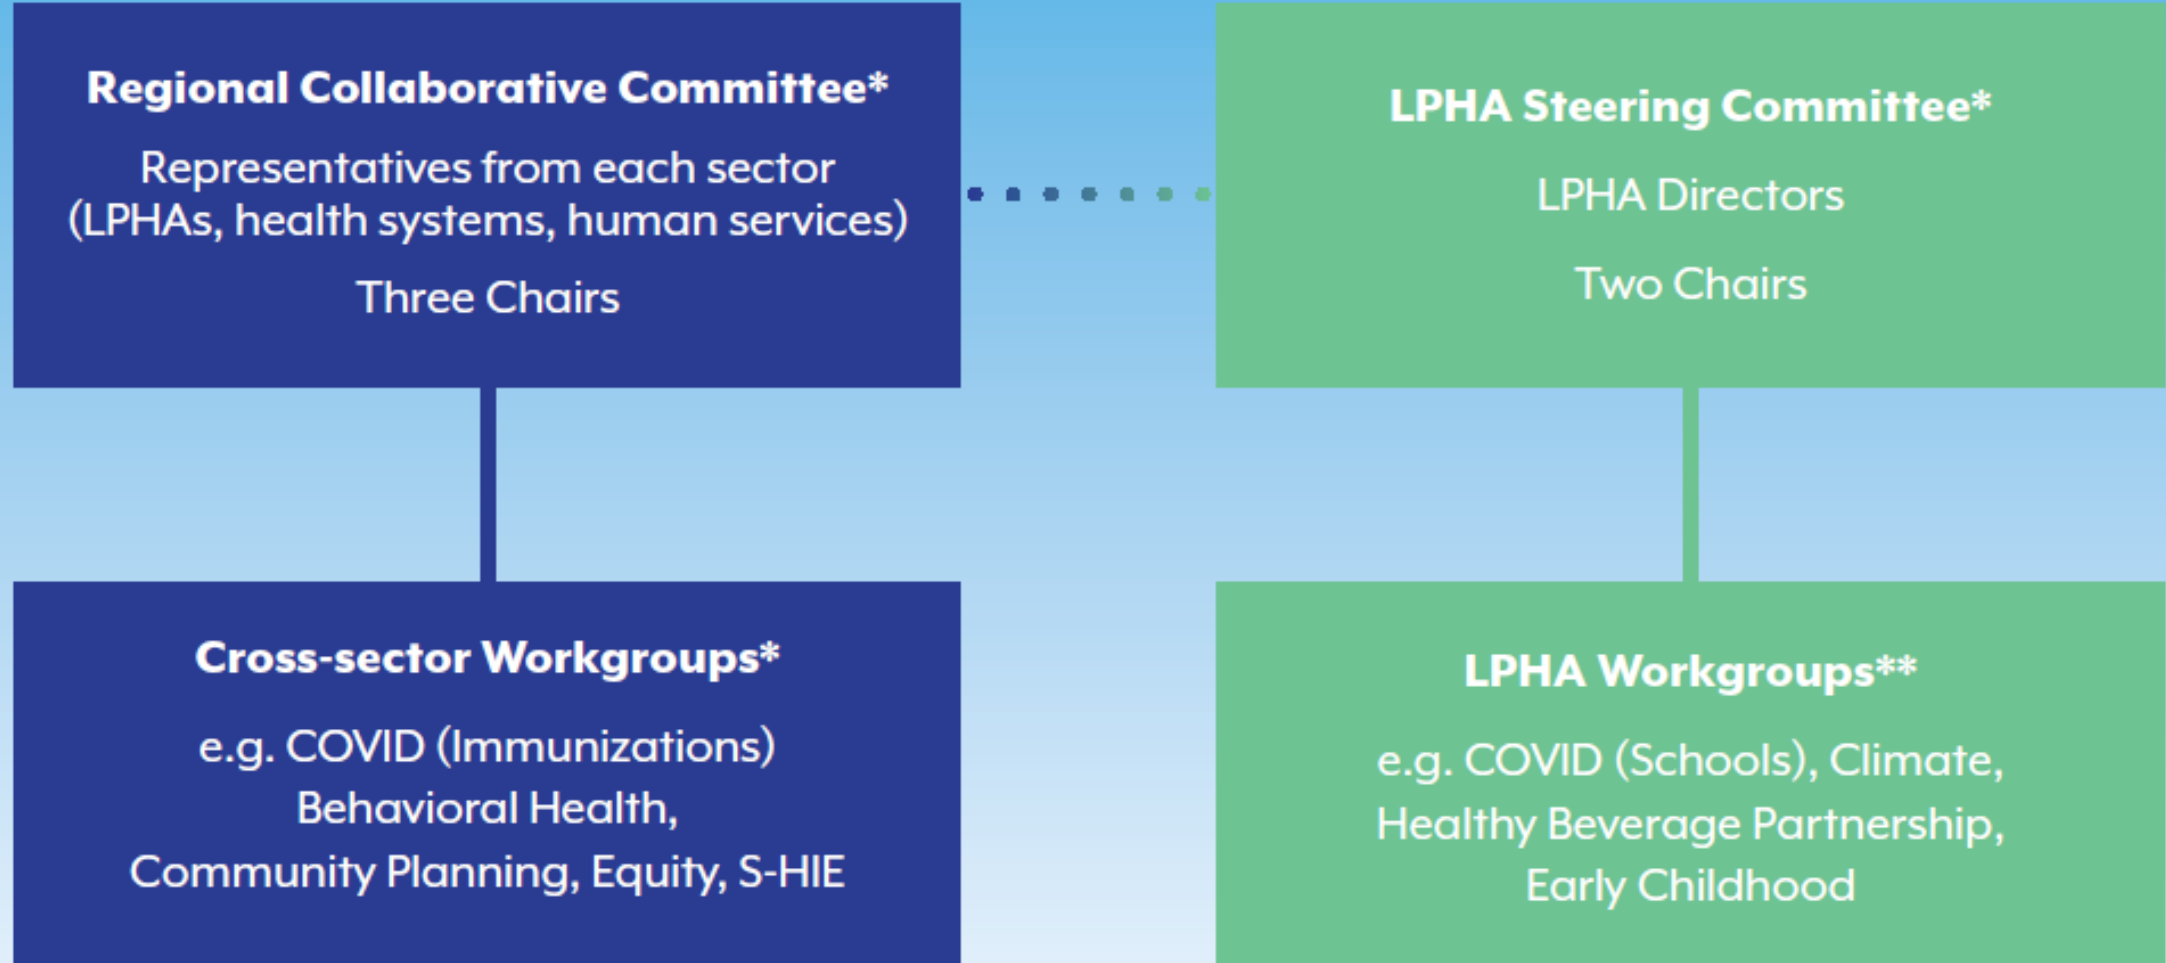 Regional Collaborative Committee*
Representatives from each sector
(LPHAs, health systems, human services)
Three Chairs
LPHA Steering Committee*
LPHA Directors
Two Chairs
Cross-sector Workgroups*
e.g. COVID (Immunizations)
Behavioral Health,
Community Planning, Equity, S-HIE
LPHA Workgroups**
e.g. COVID (Schools), Climate,
Healthy Beverage Partnership,
Early Childhood